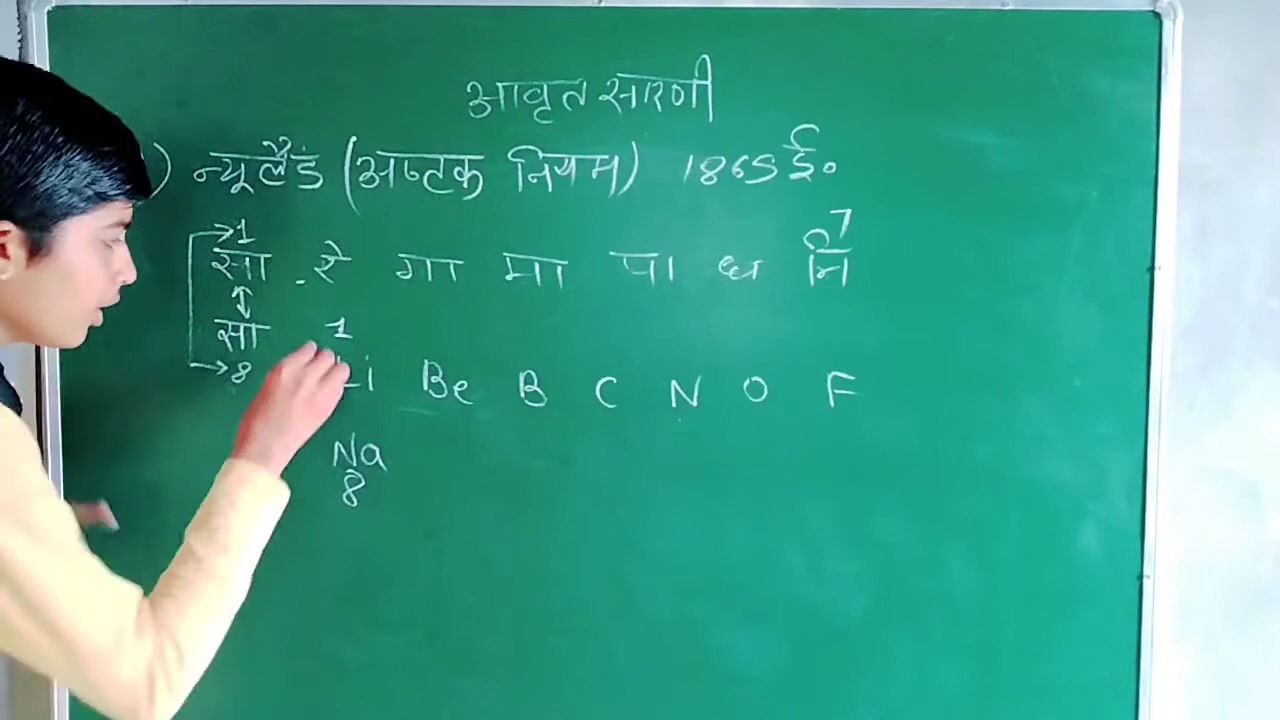 आवृत सारणी
) न्यूलैंड (अष्टक नियम) 1865 ई०
1 7
सा रे गा मा पा ध नि
सा 1
8 Li Be B C N O F
Na
8